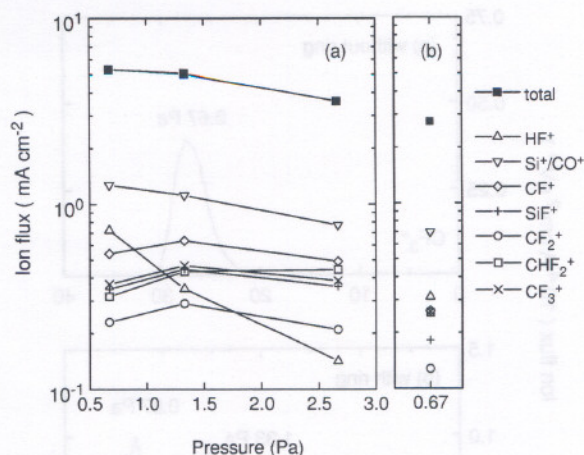 (a)
(b)
10¹
10⁰
10⁻¹
Ion flux ( mA cm⁻²)
0.5
1.0
1.5
2.0
2.5
3.0
0.67
Pressure (Pa)
total
HF⁺
Si⁺/CO⁺
CF⁺
SiF⁺
CF₂⁺
CHF₂⁺
CF₃⁺